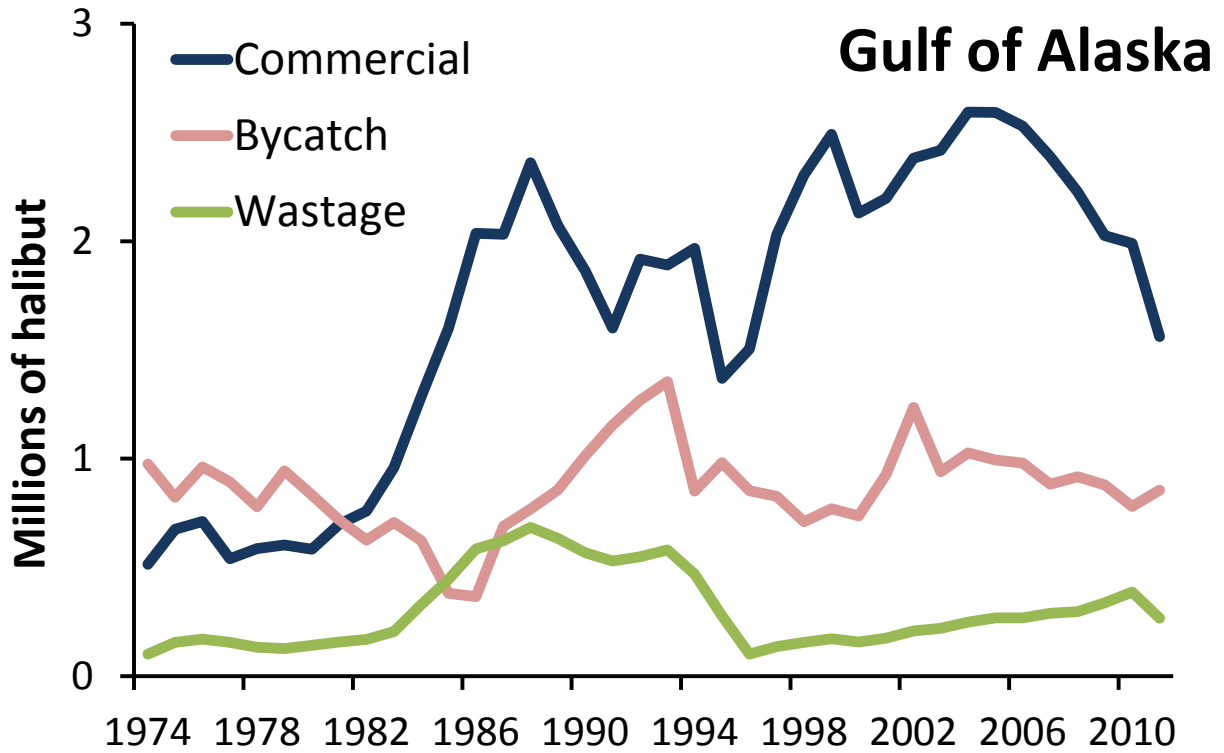 Gulf of Alaska
Commercial
Bycatch
Wastage
Millions of halibut
3
2
1
0
1974 1978 1982 1986 1990 1994 1998 2002 2006 2010